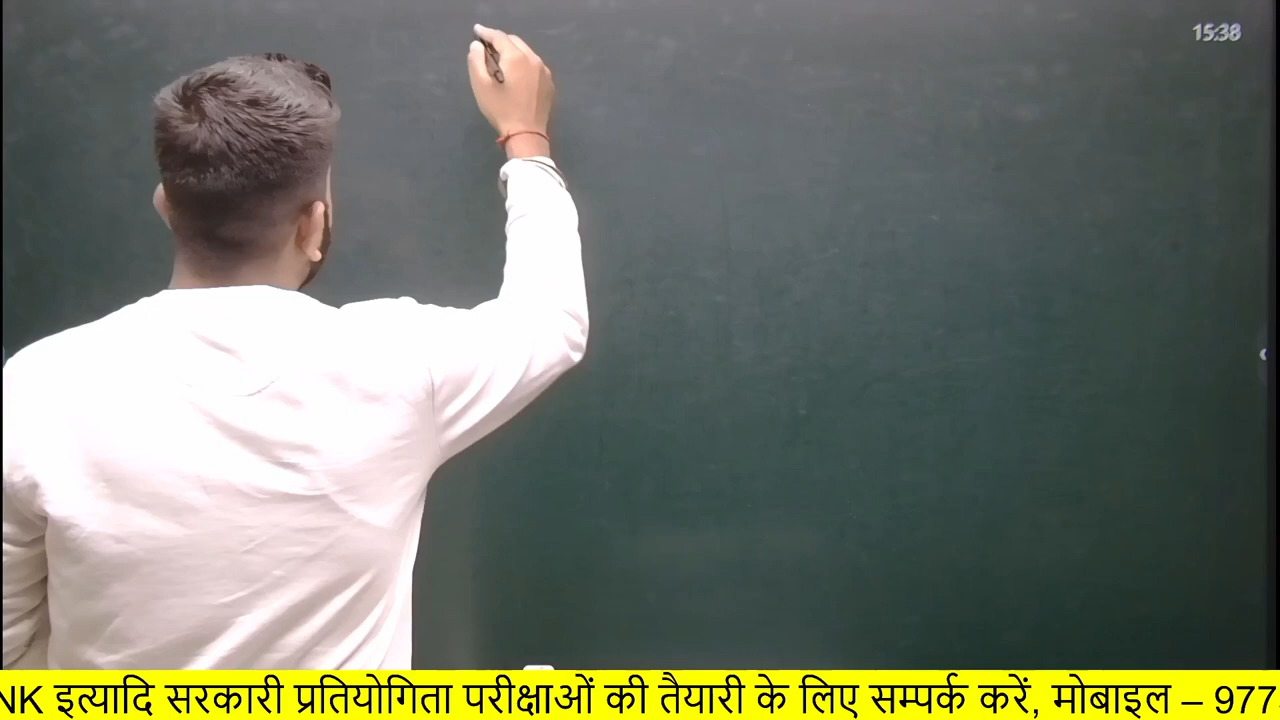 15:38
NK इत्यादि सरकारी प्रतियोगिता परीक्षाओं की तैयारी के लिए सम्पर्क करें, मोबाइल – 977